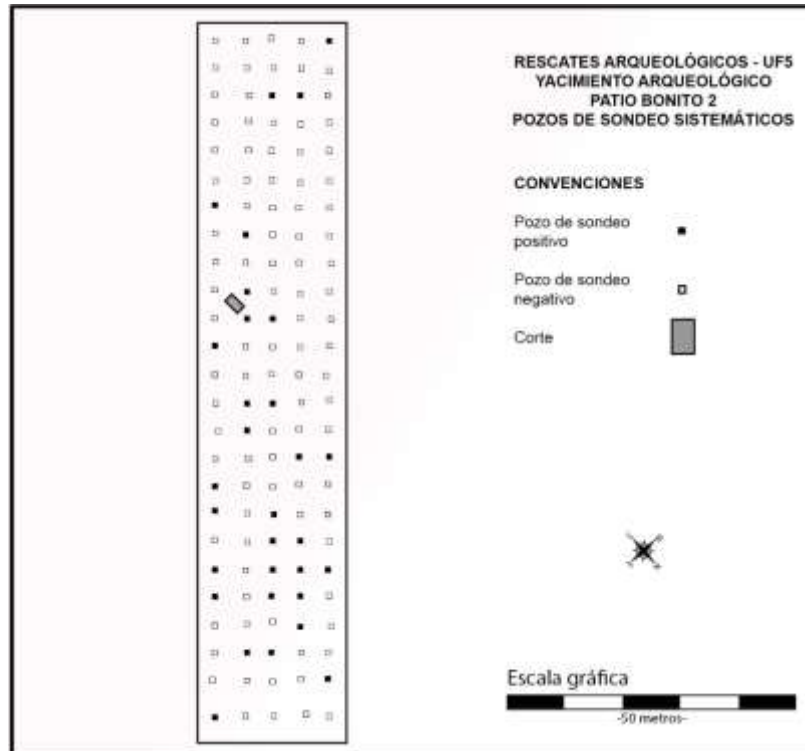 RESCATES ARQUEOLÓGICOS - UF5
YACIMIENTO ARQUEOLÓGICO
PATIO BONITO 2
POZOS DE SONDEO SISTEMÁTICOS
CONVENCIONES
Pozo de sondeo
positivo
Pozo de sondeo
negativo
Corte
Escala gráfica
-50 metros-